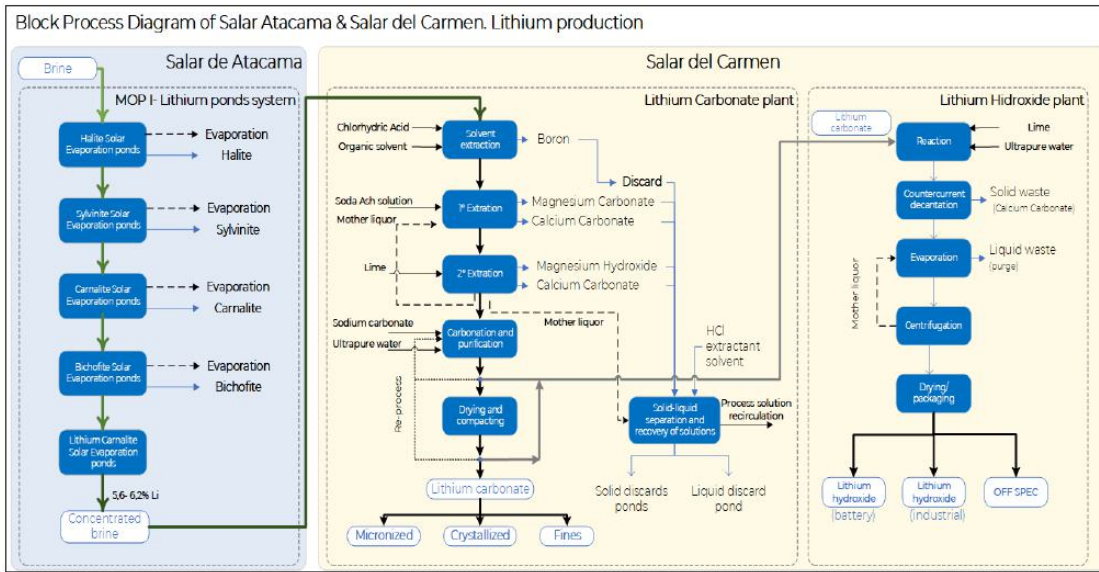 Block Process Diagram of Salar Atacama & Salar del Carmen. Lithium production
Salar de Atacama
Brine
MOP I- Lithium ponds system
Halite Solar
Evaporation ponds
Evaporation
Halite
Sylvinite Solar
Evaporation ponds
Evaporation
Sylvinite
Carnalite Solar
Evaporation ponds
Evaporation
Carnalite
Bichofite Solar
Evaporation ponds
Evaporation
Bichofite
Lithium Carnalite
Solar Evaporation
ponds
5,6- 6,2% Li
Concentrated
brine
Salar del Carmen
Lithium Carbonate plant
Chlorhydric Acid
Organic solvent
Solvent
extraction
Boron
Discard
Soda Ash solution
Mother liquor
1ª Extration
Magnesium Carbonate
Calcium Carbonate
Lime
2ª Extration
Magnesium Hydroxide
Calcium Carbonate
Mother liquor
Sodium carbonate
Ultrapure water
Carbonation and
purification
HCl
extractant
solvent
Re-process
Drying and
compacting
Solid-liquid
separation and
recovery of solutions
Process solution
recirculation
Lithium carbonate
Solid discards
ponds
Liquid discard
pond
Micronized
Crystallized
Fines
Lithium Hidroxide plant
Lithium
carbonate
Reaction
Lime
Ultrapure water
Countercurrent
decantation
Solid waste
(Calcium Carbonate)
Evaporation
Liquid waste
(purge)
Mother liquor
Centrifugation
Drying/
packaging
Lithium
hydroxide
(battery)
Lithium
hydroxide
(industrial)
OFF SPEC